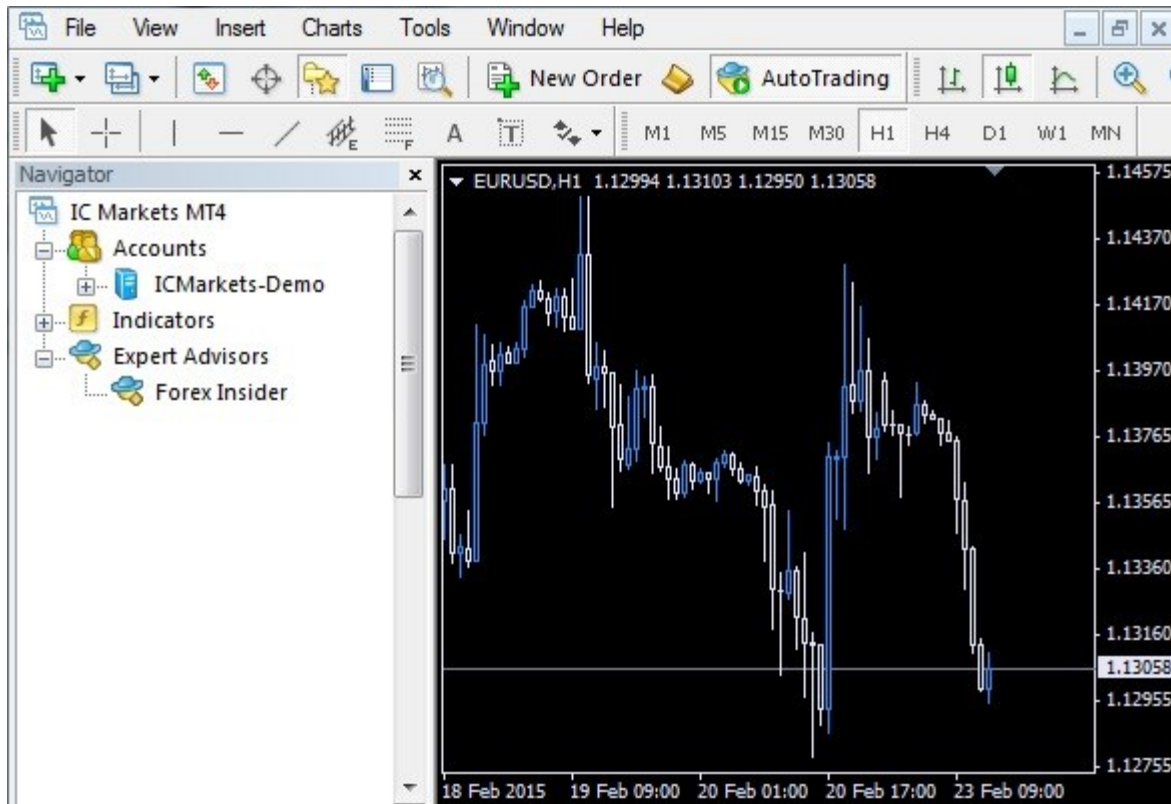 File View Insert Charts Tools Window Help
New Order AutoTrading
E F A T M1 M5 M15 M30 H1 H4 D1 W1 MN
Navigator
IC Markets MT4
Accounts
ICMarkets-Demo
Indicators
Expert Advisors
Forex Insider
EURUSD,H1 1.12994 1.13103 1.12950 1.13058
1.14575
1.14370
1.14170
1.13970
1.13765
1.13565
1.13360
1.13160
1.13058
1.12955
1.12755
18 Feb 2015 19 Feb 09:00 20 Feb 01:00 20 Feb 17:00 23 Feb 09:00